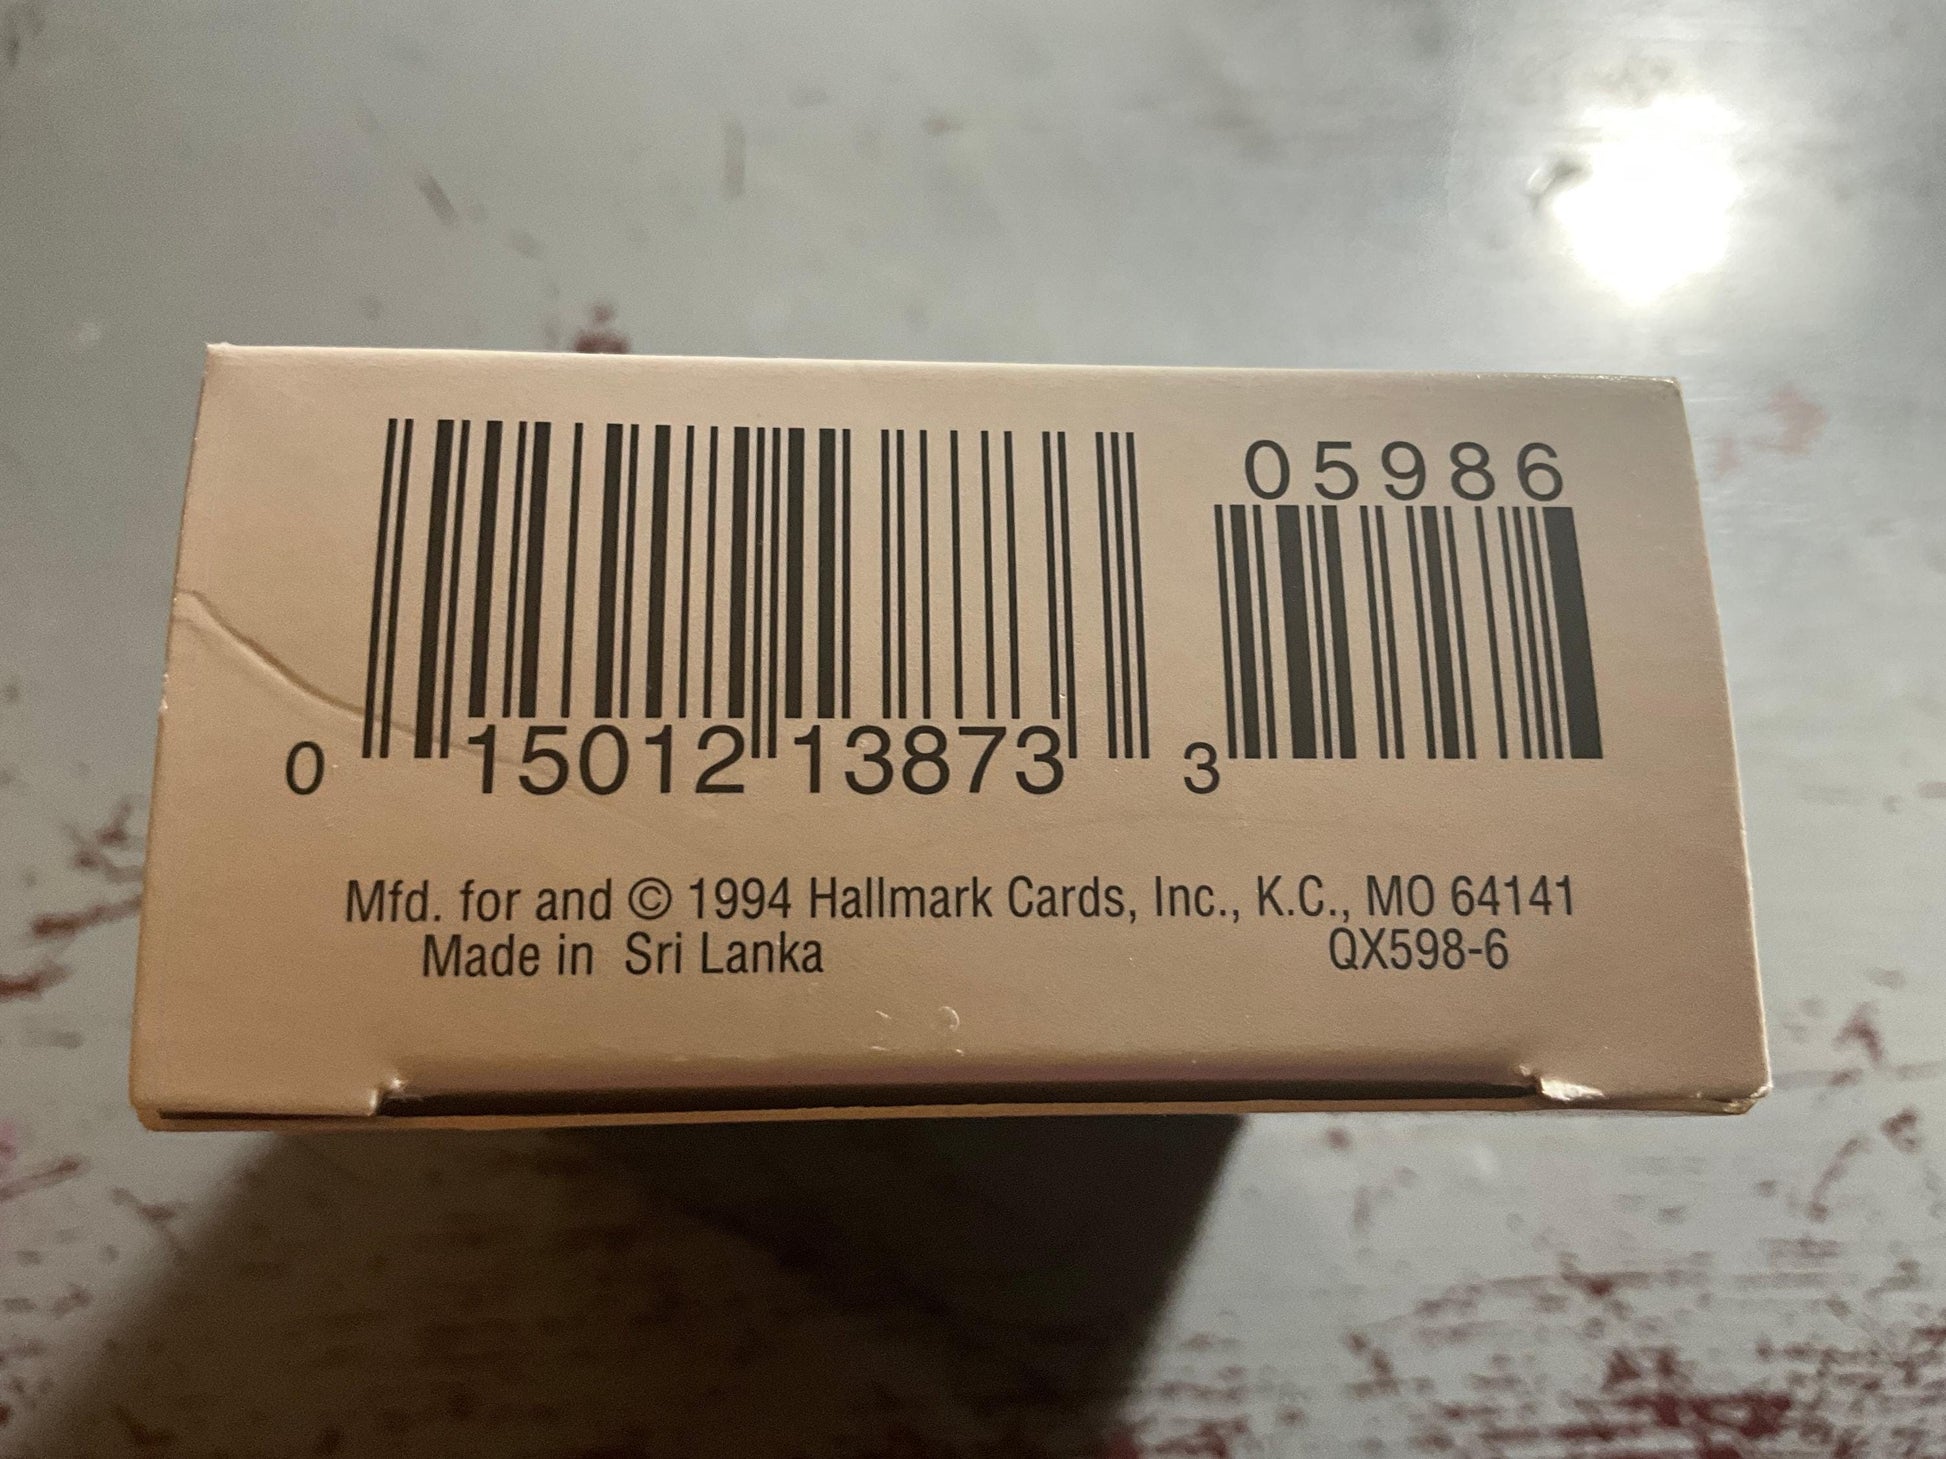 05986
0 15012 13873 3
Mfd. for and © 1994 Hallmark Cards, Inc., K.C., MO 64141
Made in Sri Lanka QX598-6